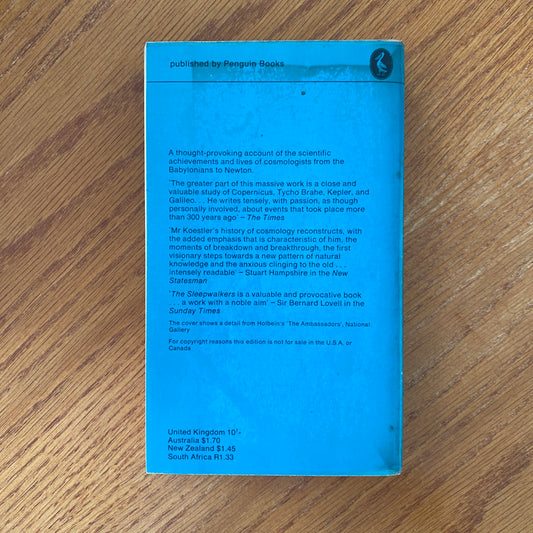 published by Penguin Books
A thought-provoking account of the scientific
achievements and lives of cosmologists from the
Babylonians to Newton.
'The greater part of this massive work is a close and
valuable study of Copernicus, Tycho Brahe, Kepler, and
Galileo. . . He writes tensely, with passion, as though
personally involved, about events that took place more
than 300 years ago' – The Times
'Mr Koestler's history of cosmology reconstructs, with
the added emphasis that is characteristic of him, the
moments of breakdown and breakthrough, the first
visionary steps towards a new pattern of natural
knowledge and the anxious clinging to the old . . .
intensely readable' – Stuart Hampshire in the New
Statesman
'The Sleepwalkers is a valuable and provocative book
. . . a work with a noble aim' – Sir Bernard Lovell in the
Sunday Times
The cover shows a detail from Holbein's 'The Ambassadors', National
Gallery
For copyright reasons this edition is not for sale in the U.S.A. or
Canada
United Kingdom 10/-
Australia $1.70
New Zealand $1.45
South Africa R1.33